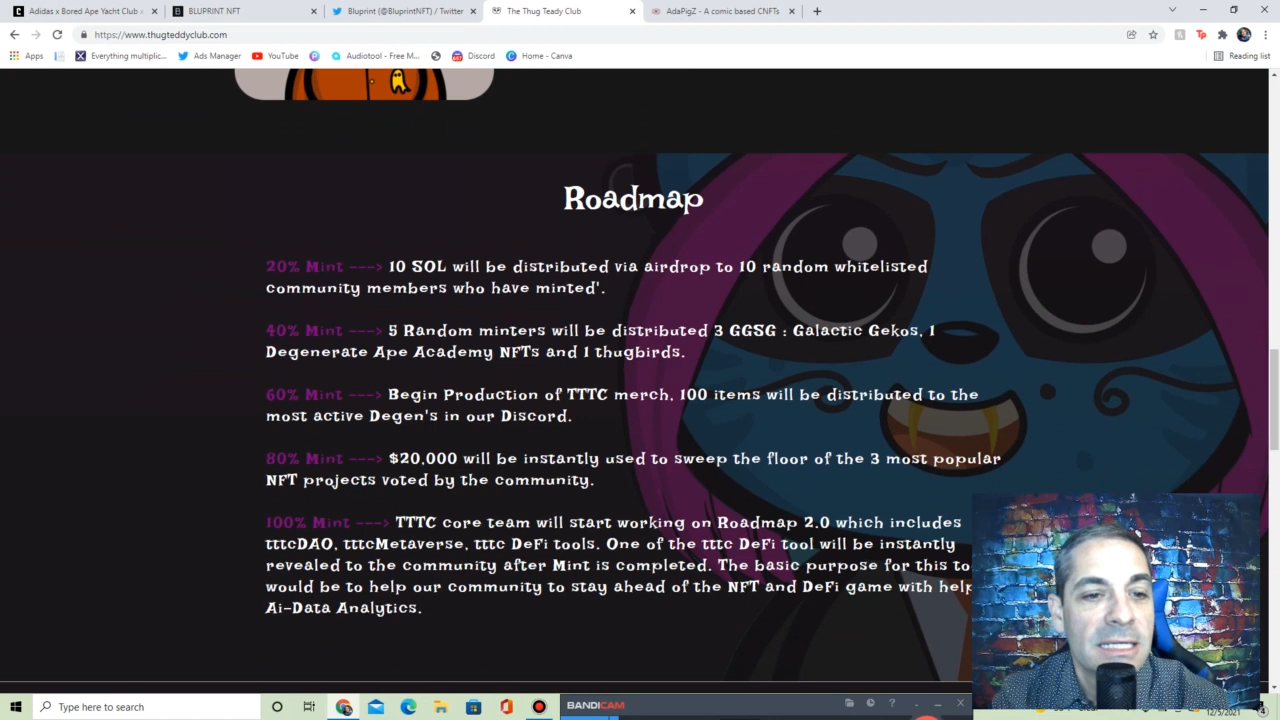 Adidas x Bored Ape Yacht Club ×
BLUPRINT NFT
Bluprint (@BluprintNFT) / Twitter
The Thug Teady Club
AdaPigZ - A comic based CNFTs
https://www.thugteddyclub.com
Apps
Everything multiplic...
Ads Manager
YouTube
Audiotool - Free M...
Discord
Home - Canva
Reading list
Roadmap
20% Mint ---> 10 SOL will be distributed via airdrop to 10 random whitelisted
community members who have minted'.
40% Mint ---> 5 Random minters will be distributed 3 GGSG : Galactic Gekos, 1
Degenerate Ape Academy NFTs and 1 thugbirds.
60% Mint ---> Begin Production of TTTC merch, 100 items will be distributed to the
most active Degen's in our Discord.
80% Mint ---> $20,000 will be instantly used to sweep the floor of the 3 most popular
NFT projects voted by the community.
100% Mint ---> TTTC core team will start working on Roadmap 2.0 which includes
tttcDAO, tttcMetaverse, tttc DeFi tools. One of the tttc DeFi tool will be instantly
revealed to the community after Mint is completed. The basic purpose for this to
would be to help our community to stay ahead of the NFT and DeFi game with help
Ai-Data Analytics.
Type here to search
BANDICAM
12/5/2021
4